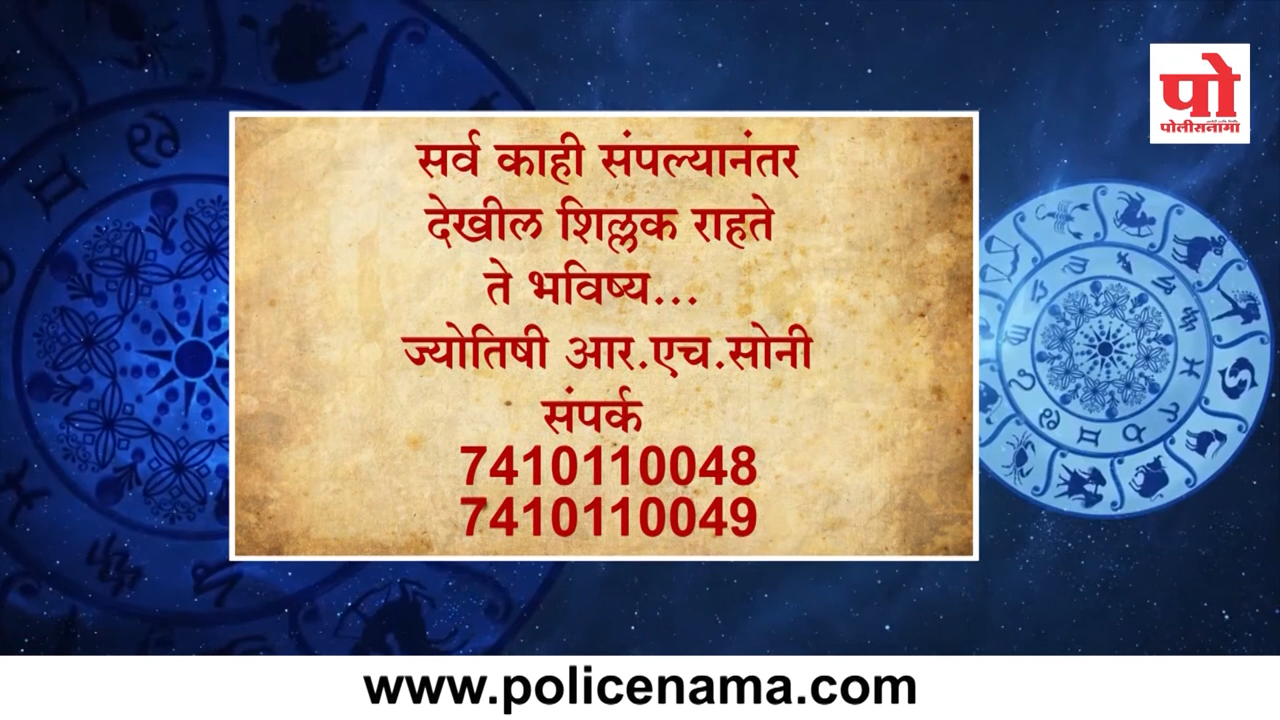 पो
पोलीसनामा
सर्व काही संपल्यानंतर
देखील शिल्लक राहते
ते भविष्य...
ज्योतिषी आर.एच.सोनी
संपर्क
7410110048
7410110049
www.policenama.com